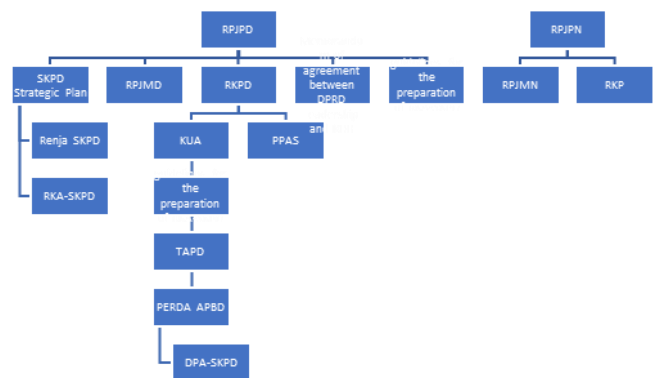 RPJPD
RPJPN
SKPD
Strategic Plan
RPJMD
RKPD
agreement
between
DPRD
and
the
preparation
RPJMN
RKP
Renja SKPD
RKA-SKPD
KUA
PPAS
the
preparation
TAPD
PERDA APBD
DPA-SKPD